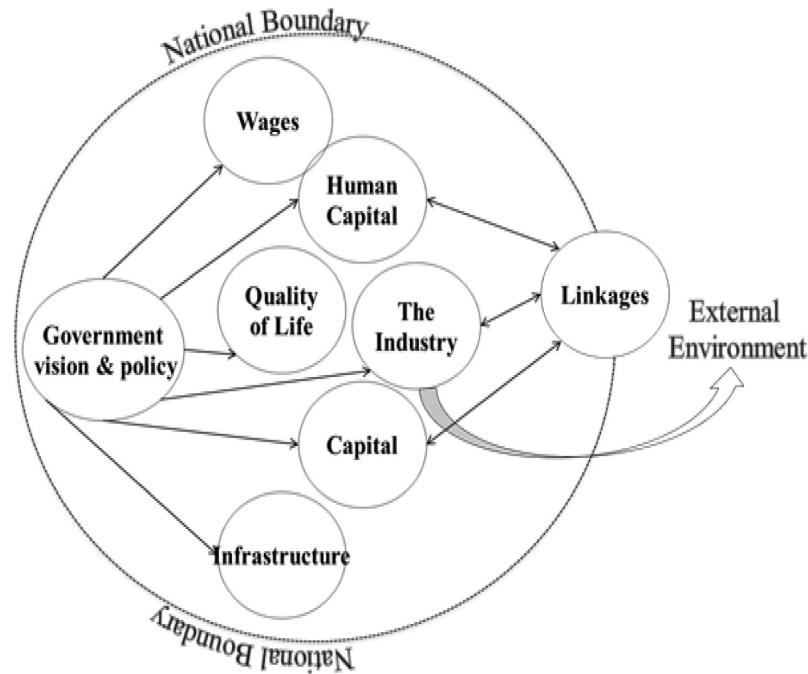 National Boundary
Wages
Human
Capital
Quality
of Life
The
Industry
Linkages
External
Environment
Government
vision & policy
Capital
Infrastructure
National Boundary